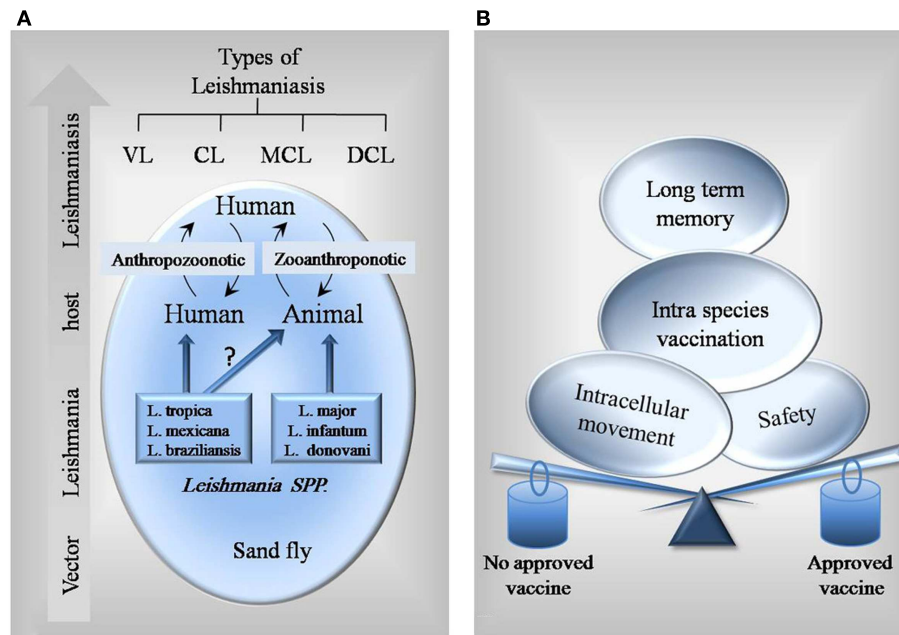 A
Types of
Leishmaniasis
VL CL MCL DCL
Human
Anthropozoonotic Zooanthroponotic
Human Animal
?
L. tropica
L. mexicana
L. braziliansis
L. major
L. infantum
L. donovani
Leishmania SPP.
Sand fly
Leishmaniasis
host
Leishmania
Vector
B
Long term
memory
Intra species
vaccination
Intracellular
movement
Safety
No approved
vaccine
Approved
vaccine